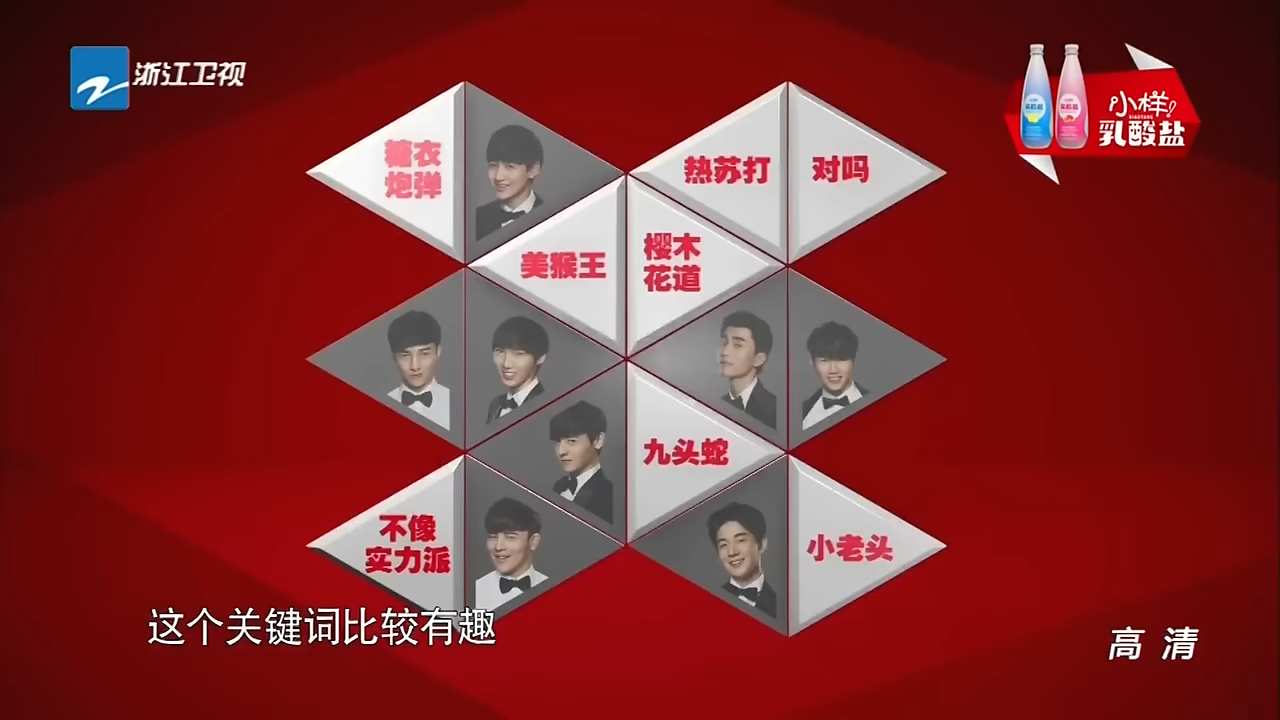 浙江卫视
小样!
XIAOYANG
乳酸盐
糖衣
炮弹
热苏打
对吗
美猴王
樱木
花道
九头蛇
不像
实力派
小老头
这个关键词比较有趣
高清